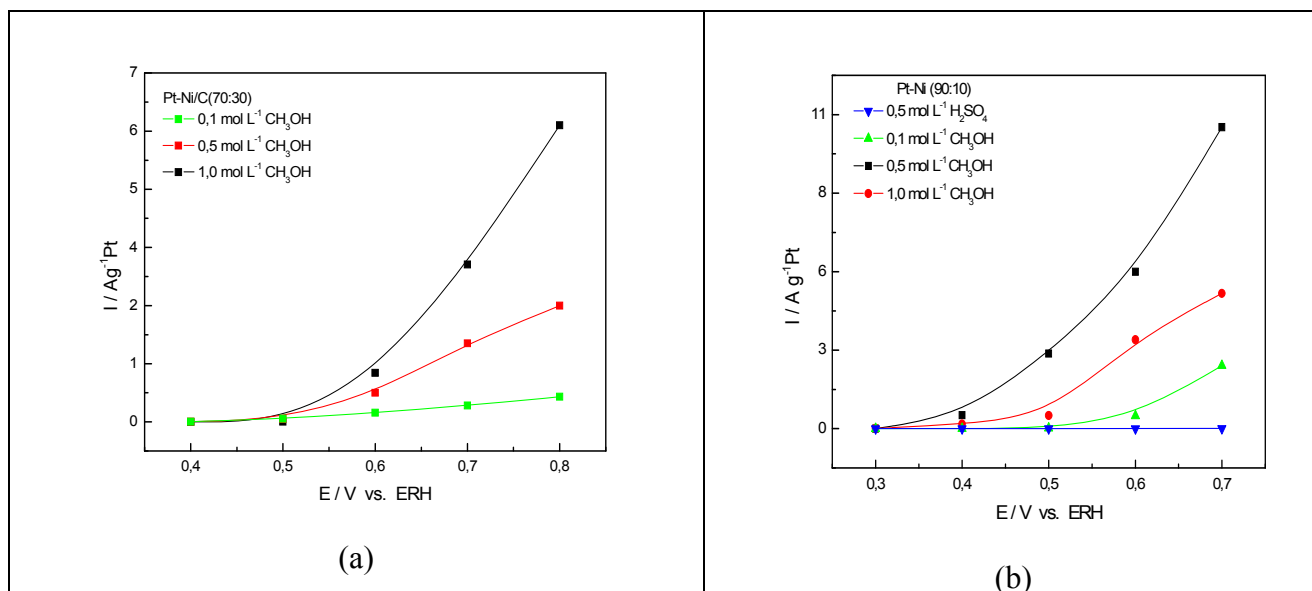 7
6
5
4
2
1
0
I / Ag⁻¹Pt
Pt-Ni/C(70:30)
0,1 mol L⁻¹ CH₃OH
0,5 mol L⁻¹ CH₃OH
1,0 mol L⁻¹ CH₃OH
0,4 0,5 0,6 0,7 0,8
E / V vs. ERH
(a)
11
8
6
3
0
I / A g⁻¹Pt
Pt-Ni (90:10)
0,5 mol L⁻¹ H₂SO₄
0,1 mol L⁻¹ CH₃OH
0,5 mol L⁻¹ CH₃OH
1,0 mol L⁻¹ CH₃OH
0,3 0,4 0,5 0,6 0,7
E / V vs. ERH
(b)